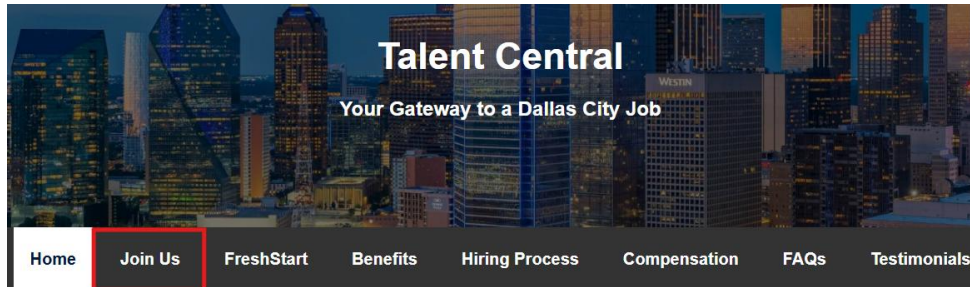 Talent Central
WESTIN
Your Gateway to a Dallas City Job
Home Join Us FreshStart Benefits Hiring Process Compensation FAQs Testimonials